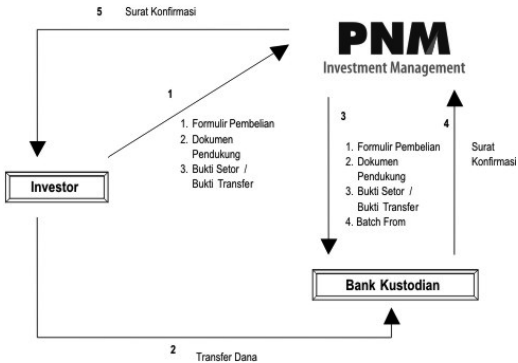 5 Surat Konfirmasi
PNM
Investment Management
1
1. Formulir Pembelian
2. Dokumen
Pendukung
3. Bukti Setor /
Bukti Transfer
3
1. Formulir Pembelian
2. Dokumen
Pendukung
3. Bukti Setor /
Bukti Transfer
4. Batch From
4
Surat
Konfirmasi
Investor
Bank Kustodian
2 Transfer Dana